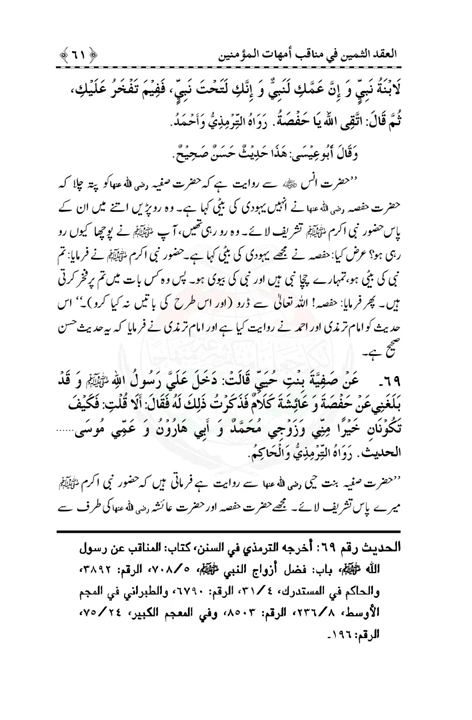 العقد الثمين في مناقب أمهات المؤمنين ﴿ ٦١ ﴾
لَابْنَةُ نَبِيٍّ وَ إِنَّ عَمَّكِ لَنَبِيٌّ وَ إِنَّكِ لَتَحْتَ نَبِيٍّ، فَفِيْمَ تَفْخَرُ عَلَيْكِ،
ثُمَّ قَالَ: اتَّقِي اللهَ يَا حَفْصَةُ. رَوَاهُ التِّرْمِذِيُّ وَأَحْمَدُ.
وَقَالَ أَبُوعِيْسَى: هَذَا حَدِيْثٌ حَسَنٌ صَحِيْحٌ.
’’حضرت انس ﷺ سے روایت ہے کہ حضرت صفیہ رضی اللہ عنہا کو پتہ چلا کہ
حضرت حفصہ رضی اللہ عنہا نے انہیں یہودی کی بیٹی کہا ہے۔ وہ رو پڑیں اتنے میں ان کے
پاس حضور نبی اکرم ﷺ تشریف لائے۔ وہ رو رہی تھیں، آپ ﷺ نے پوچھا کیوں رو
رہی ہو؟ عرض کیا: حفصہ نے مجھے یہودی کی بیٹی کہا ہے۔ حضور نبی اکرم ﷺ نے فرمایا: تم
نبی کی بیٹی ہو، تمہارے چچا نبی ہیں اور نبی کی بیوی ہو۔ پس وہ کس بات میں تم پر فخر کرتی
ہیں۔ پھر فرمایا: حفصہ! اللہ تعالیٰ سے ڈرو (اور اس طرح کی باتیں نہ کیا کرو)۔‘‘ اس
حدیث کو امام ترمذی اور احمد نے روایت کیا ہے اور امام ترمذی نے فرمایا کہ یہ حدیث حسن
صحیح ہے۔
٦٩۔ عَنْ صَفِيَّةَ بِنْتِ حُيَيٍّ قَالَتْ: دَخَلَ عَلَيَّ رَسُولُ اللهِ ﷺ وَ قَدْ
بَلَغَنِي عَنْ حَفْصَةَ وَ عَائِشَةَ كَلَامٌ فَذَكَرْتُ ذَلِكَ لَهُ فَقَالَ: أَلَا قُلْتِ: فَكَيْفَ
تَكُوْنَانِ خَيْرًا مِنِّي وَزَوْجِي مُحَمَّدٌ وَ أَبِي هَارُوْنُ وَ عَمِّي مُوسَى......
الحديث. رَوَاهُ التِّرْمِذِيُّ وَالْحَاكِمُ.
’’حضرت صفیہ بنت حیی رضی اللہ عنہا سے روایت ہے فرماتی ہیں کہ حضور نبی اکرم ﷺ
میرے پاس تشریف لائے۔ مجھے حضرت حفصہ اور حضرت عائشہ رضی اللہ عنہا کی طرف سے
الحديث رقم ٦٩: أخرجه الترمذي في السنن، كتاب: المناقب عن رسول
الله ﷺ، باب: فضل أزواج النبي ﷺ، ٥/٧٠٨، الرقم: ٣٨٩٢،
والحاكم في المستدرك، ٤/٣١، الرقم: ٦٧٩٠، والطبراني في المجم
الأوسط، ٨/٢٣٦، الرقم: ٨٥٠٣، وفي المعجم الكبير، ٢٤/٧٥،
الرقم: ١٩٦۔